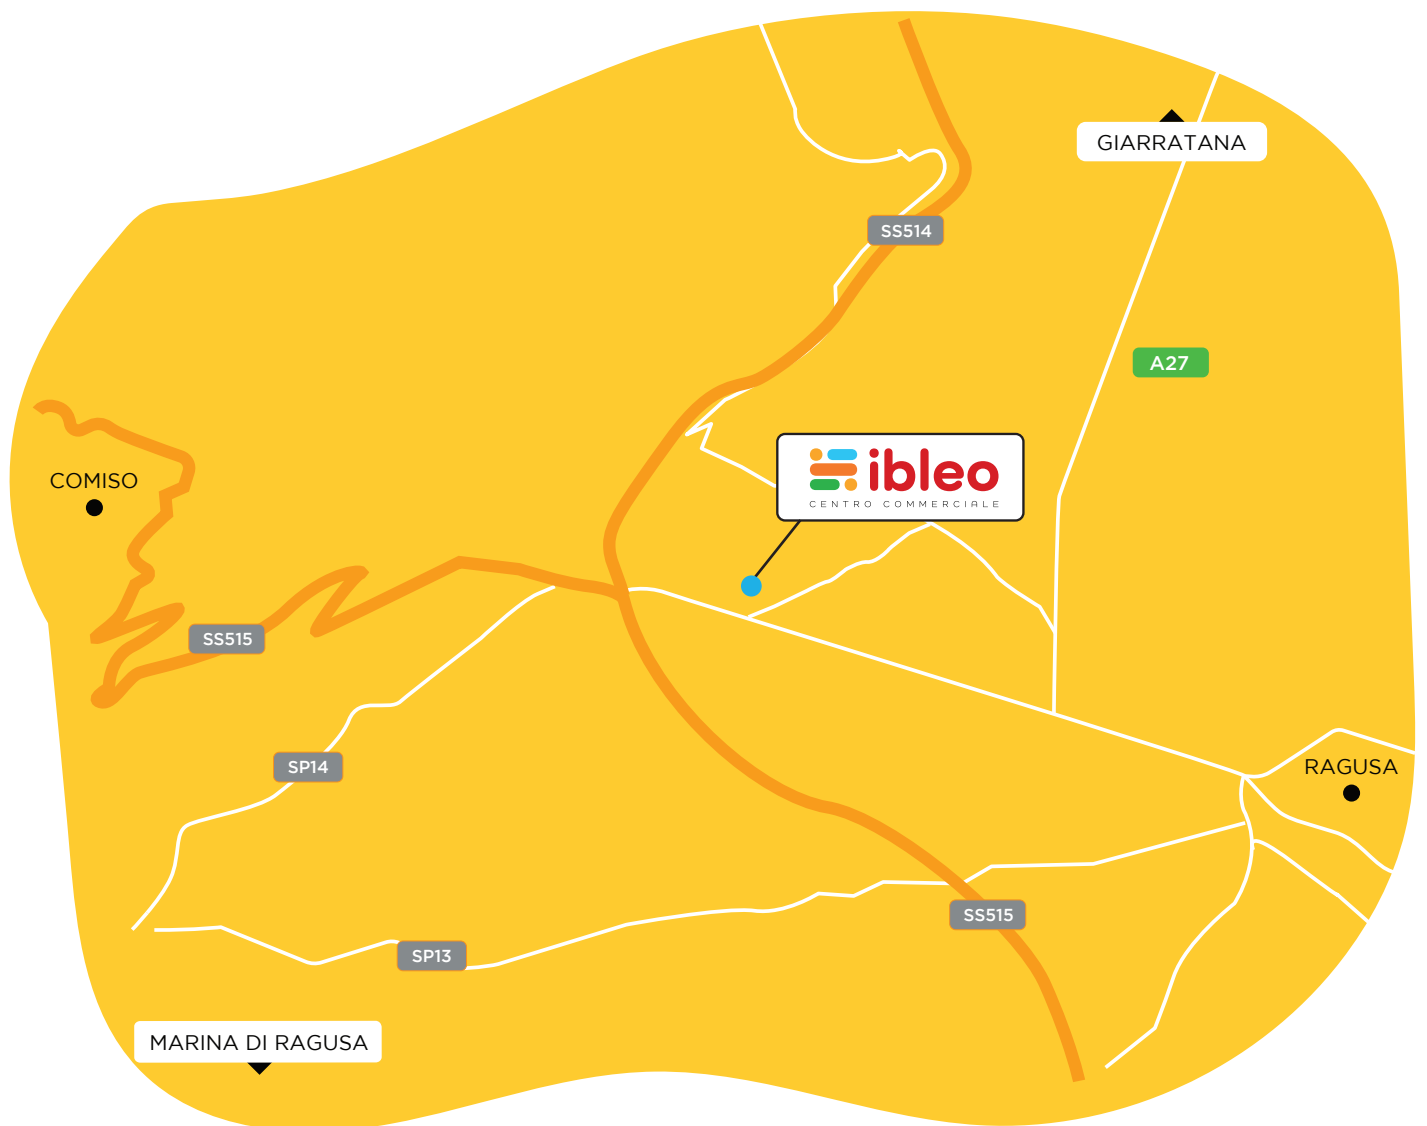 GIARRATANA
SS514
A27
ibleo
CENTRO COMMERCIALE
COMISO
SS515
SP14
RAGUSA
SS515
SP13
MARINA DI RAGUSA